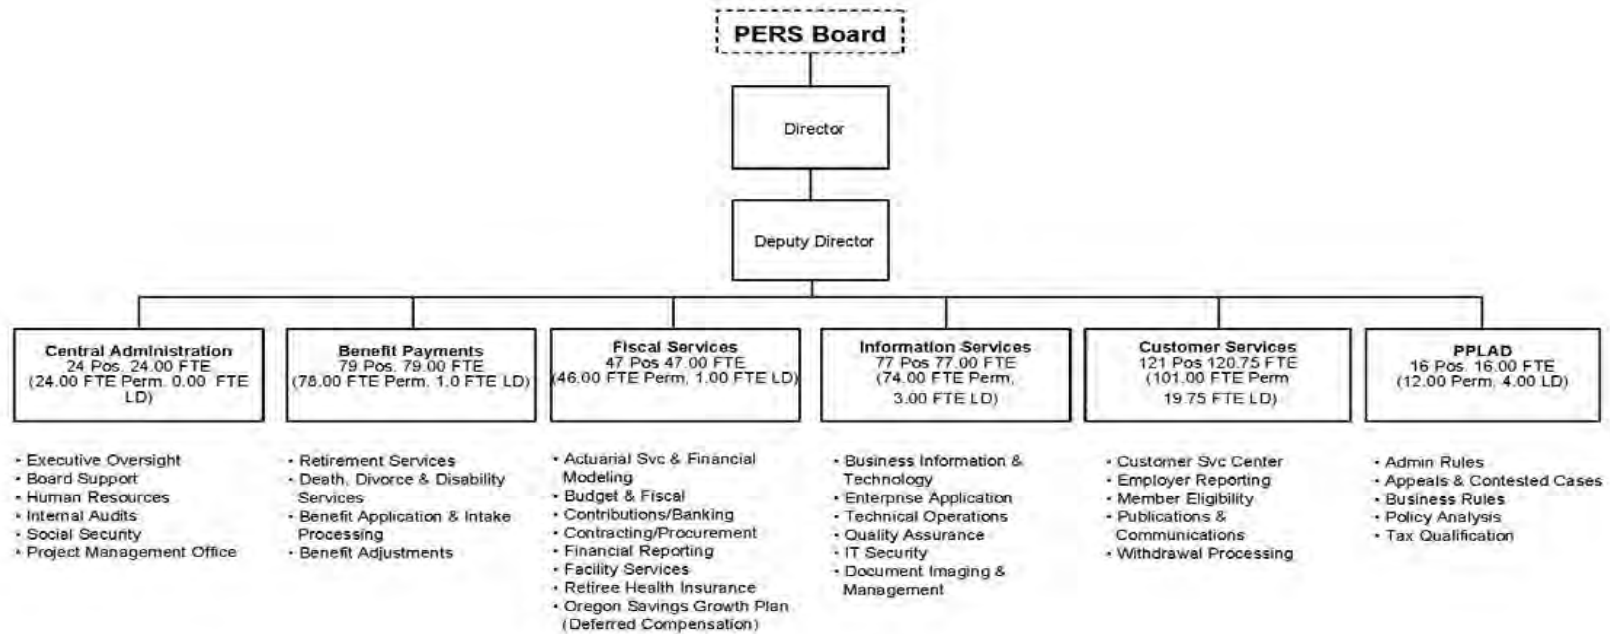 PERS Board
Director
Deputy Director
Central Administration
24 Pos. 24.00 FTE
(24.00 FTE Perm. 0.00 FTE
LD)
• Executive Oversight
• Board Support
• Human Resources
• Internal Audits
• Social Security
• Project Management Office
Benefit Payments
79 Pos. 79.00 FTE
(78.00 FTE Perm. 1.0 FTE LD)
• Retirement Services
• Death, Divorce & Disability
Services
• Benefit Application & Intake
Processing
• Benefit Adjustments
Fiscal Services
47 Pos 47.00 FTE
(46.00 FTE Perm, 1.00 FTE LD)
• Actuarial Svc & Financial
Modeling
• Budget & Fiscal
• Contributions/Banking
• Contracting/Procurement
• Financial Reporting
• Facility Services
• Retiree Health Insurance
• Oregon Savings Growth Plan
(Deferred Compensation)
Information Services
77 Pos 77.00 FTE
(74.00 FTE Perm,
3.00 FTE LD)
• Business Information &
Technology
• Enterprise Application
• Technical Operations
• Quality Assurance
• IT Security
• Document Imaging &
Management
Customer Services
121 Pos 120.75 FTE
(101.00 FTE Perm
19.75 FTE LD)
• Customer Svc Center
• Employer Reporting
• Member Eligibility
• Publications &
Communications
• Withdrawal Processing
PPLAD
16 Pos. 16.00 FTE
(12.00 Perm, 4.00 LD)
• Admin Rules
• Appeals & Contested Cases
• Business Rules
• Policy Analysis
• Tax Qualification